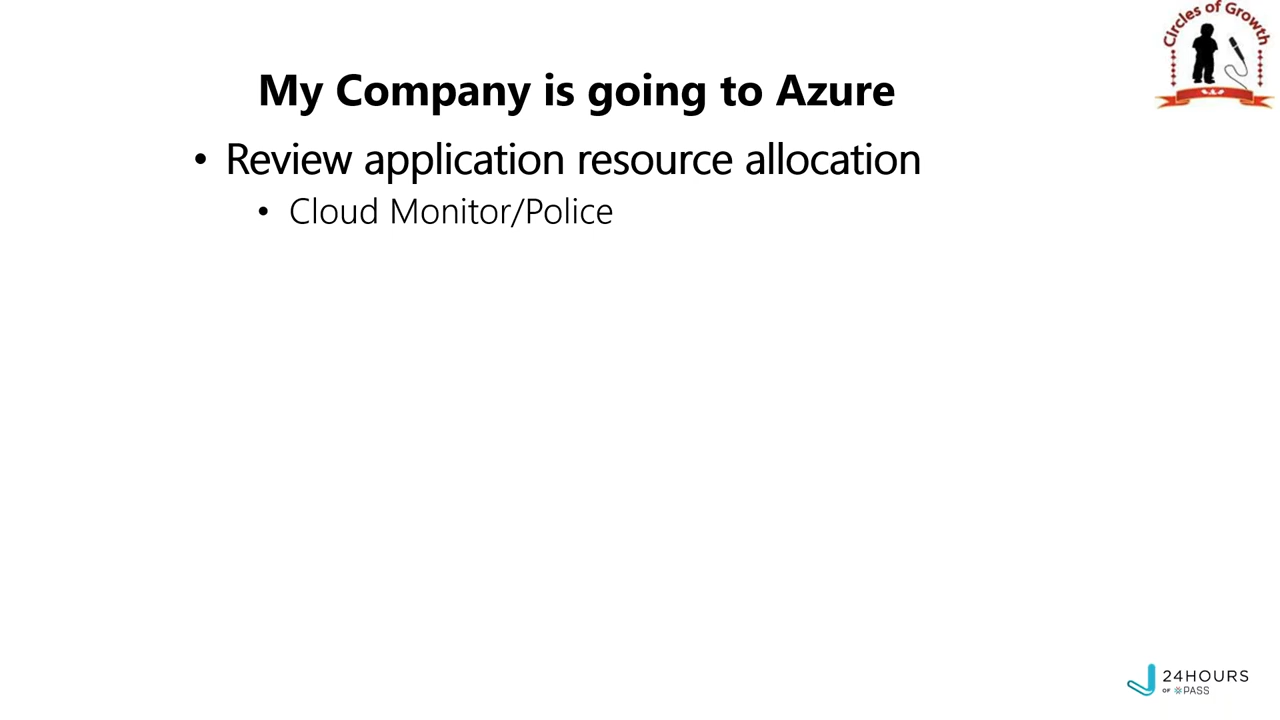 Circles of Growth
My Company is going to Azure
• Review application resource allocation
• Cloud Monitor/Police
24HOURS
OF PASS